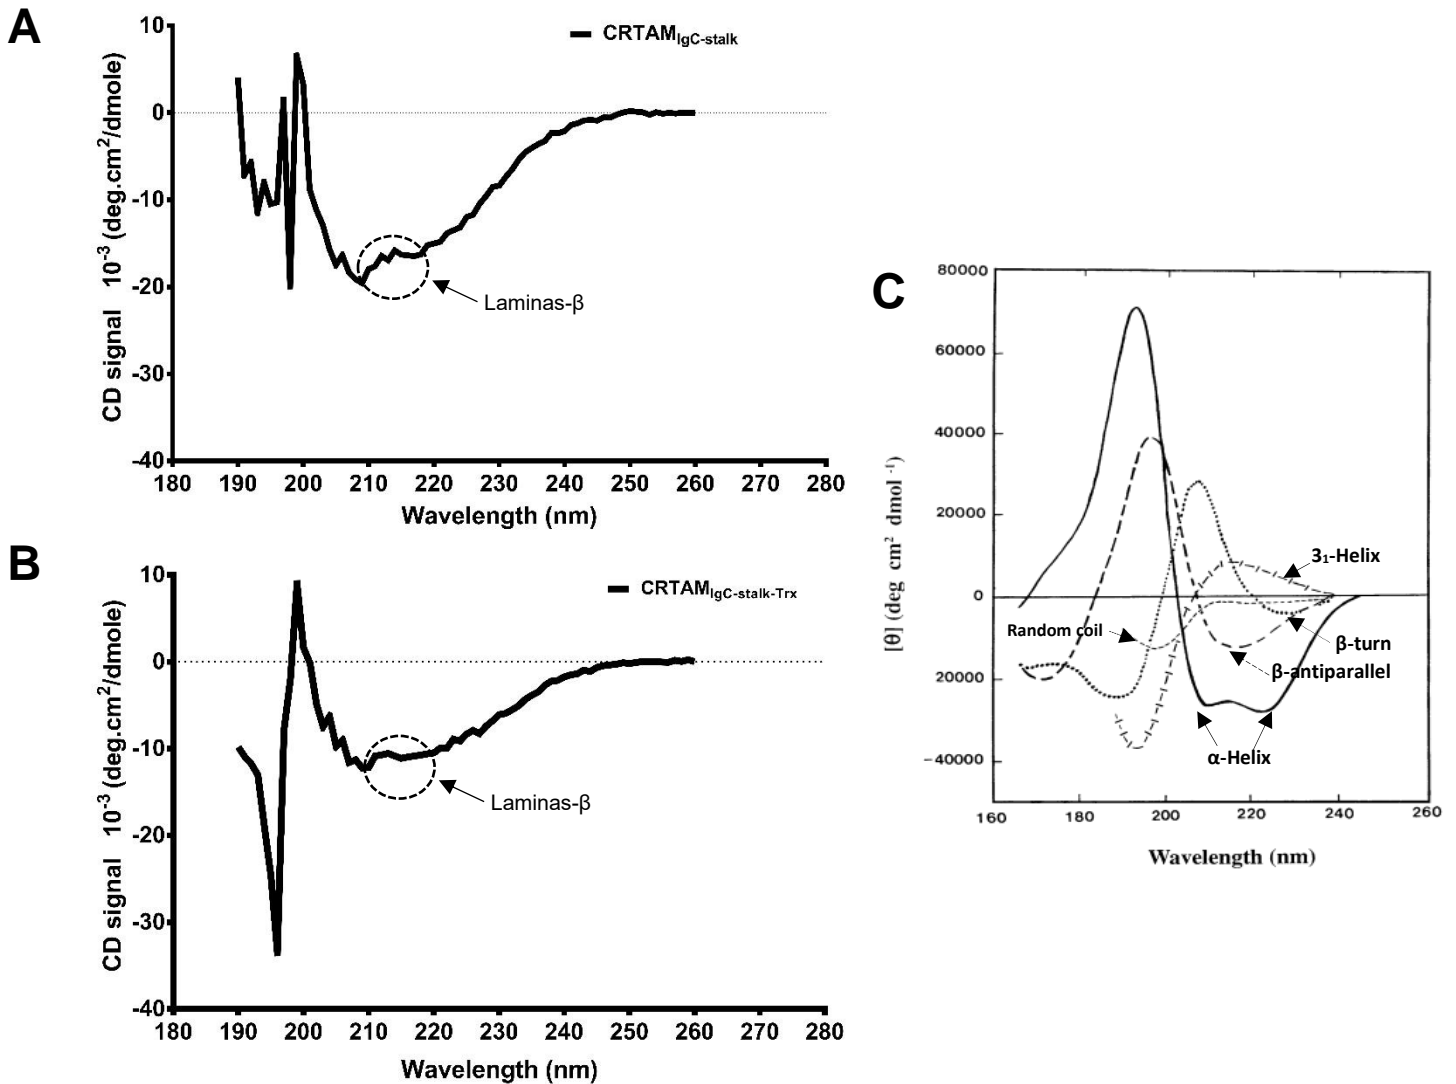 A
CRTAMIgC-stalk
10
0
-10
-20
-30
-40
CD signal 10-3 (deg.cm2/dmole)
Laminas-β
180 190 200 210 220 230 240 250 260 270 280
Wavelength (nm)
B
CRTAMIgC-stalk-Trx
10
0
-10
-20
-30
-40
CD signal 10-3 (deg.cm2/dmole)
Laminas-β
180 190 200 210 220 230 240 250 260 270 280
Wavelength (nm)
C
80000
60000
40000
20000
0
20000
−40000
[θ] (deg cm2 dmol -1)
31-Helix
Random coil
β-turn
β-antiparallel
α-Helix
160 180 200 220 240 260
Wavelength (nm)